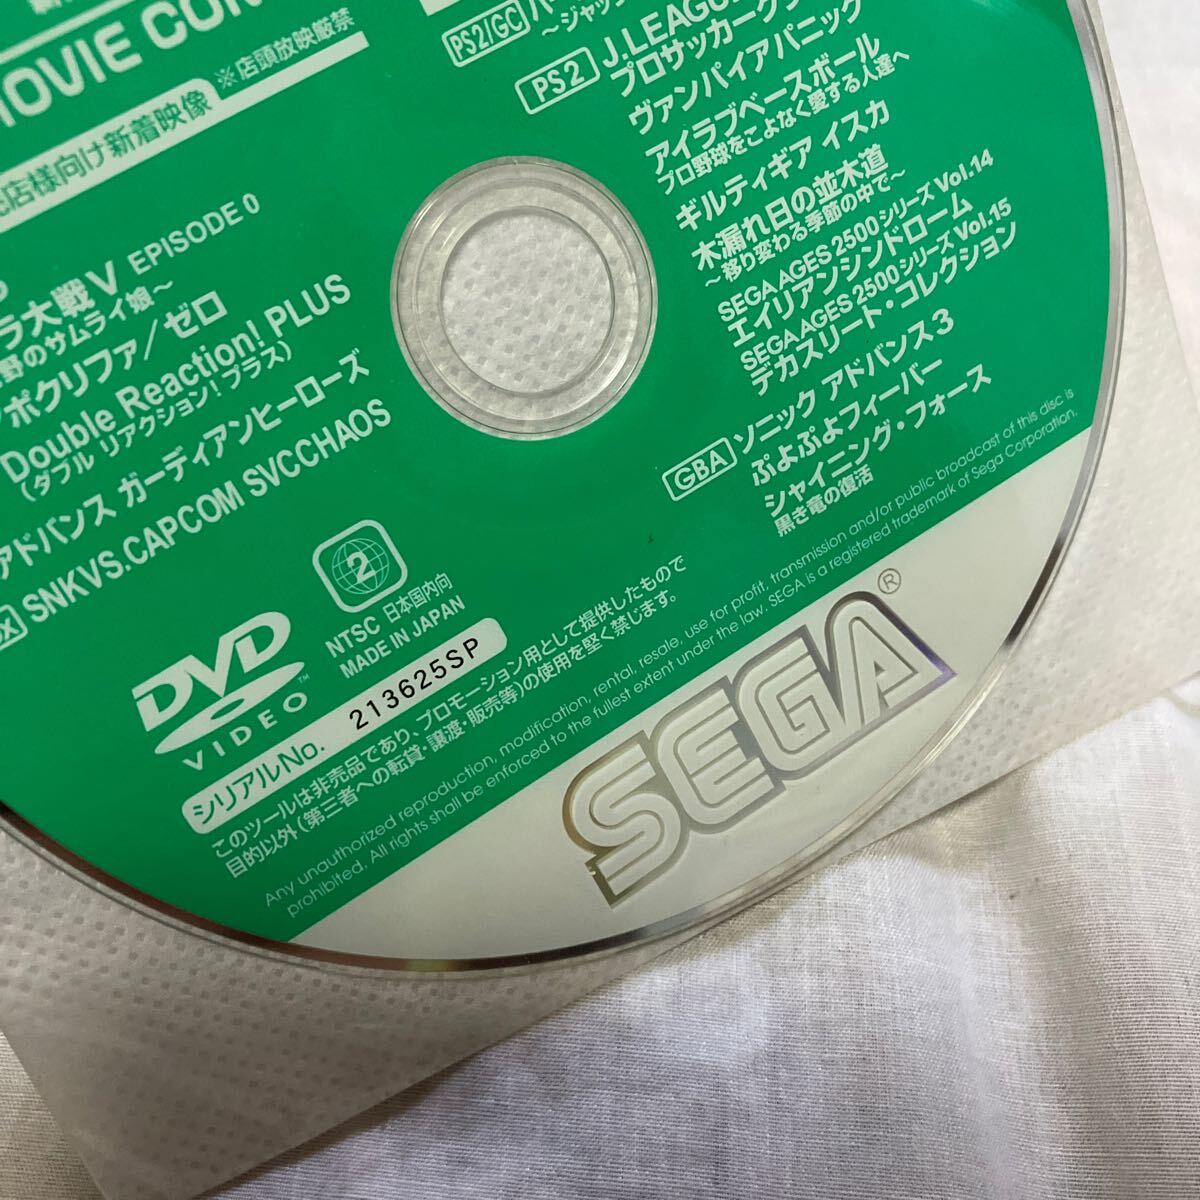 OVIE CON
店様向け新着映像 ※店頭放映厳禁
ラ大戦V EPISODE 0
野のサムライ娘～
ポクリファ/ゼロ
Double Reaction! PLUS
(ダブル リアクション! プラス)
アドバンス ガーディアンヒーローズ
SNKVS.CAPCOM SVCCHAOS
PS2/GC
～ジャッ
PS2 J.LEAGU
プロサッカーク
ヴァンパイアパニック
アイラブベースボール
プロ野球をこよなく愛する人達へ
ギルティギア イスカ
木漏れ日の並木道
～移り変わる季節の中で～
SEGA AGES 2500シリーズ Vol.14
エイリアンシンドローム
SEGA AGES 2500シリーズ Vol.15
デカスリート・コレクション
GBA ソニック アドバンス3
ぷよぷよフィーバー
シャイニング・フォース
黒き竜の復活
DVD
VIDEO
™
2
NTSC 日本国内向
MADE IN JAPAN
シリアルNo. 213625SP
このツールは非売品であり、プロモーション用として提供したもので
目的以外(第三者への転貸・譲渡・販売等)の使用を堅く禁じます。
Any unauthorized reproduction, modification, rental, resale, use for profit, transmission and/or public broadcast of this disc is
prohibited. All rights shall be enforced to the fullest extent under the law. SEGA is a registered trademark of Sega Corporation.
SEGA®